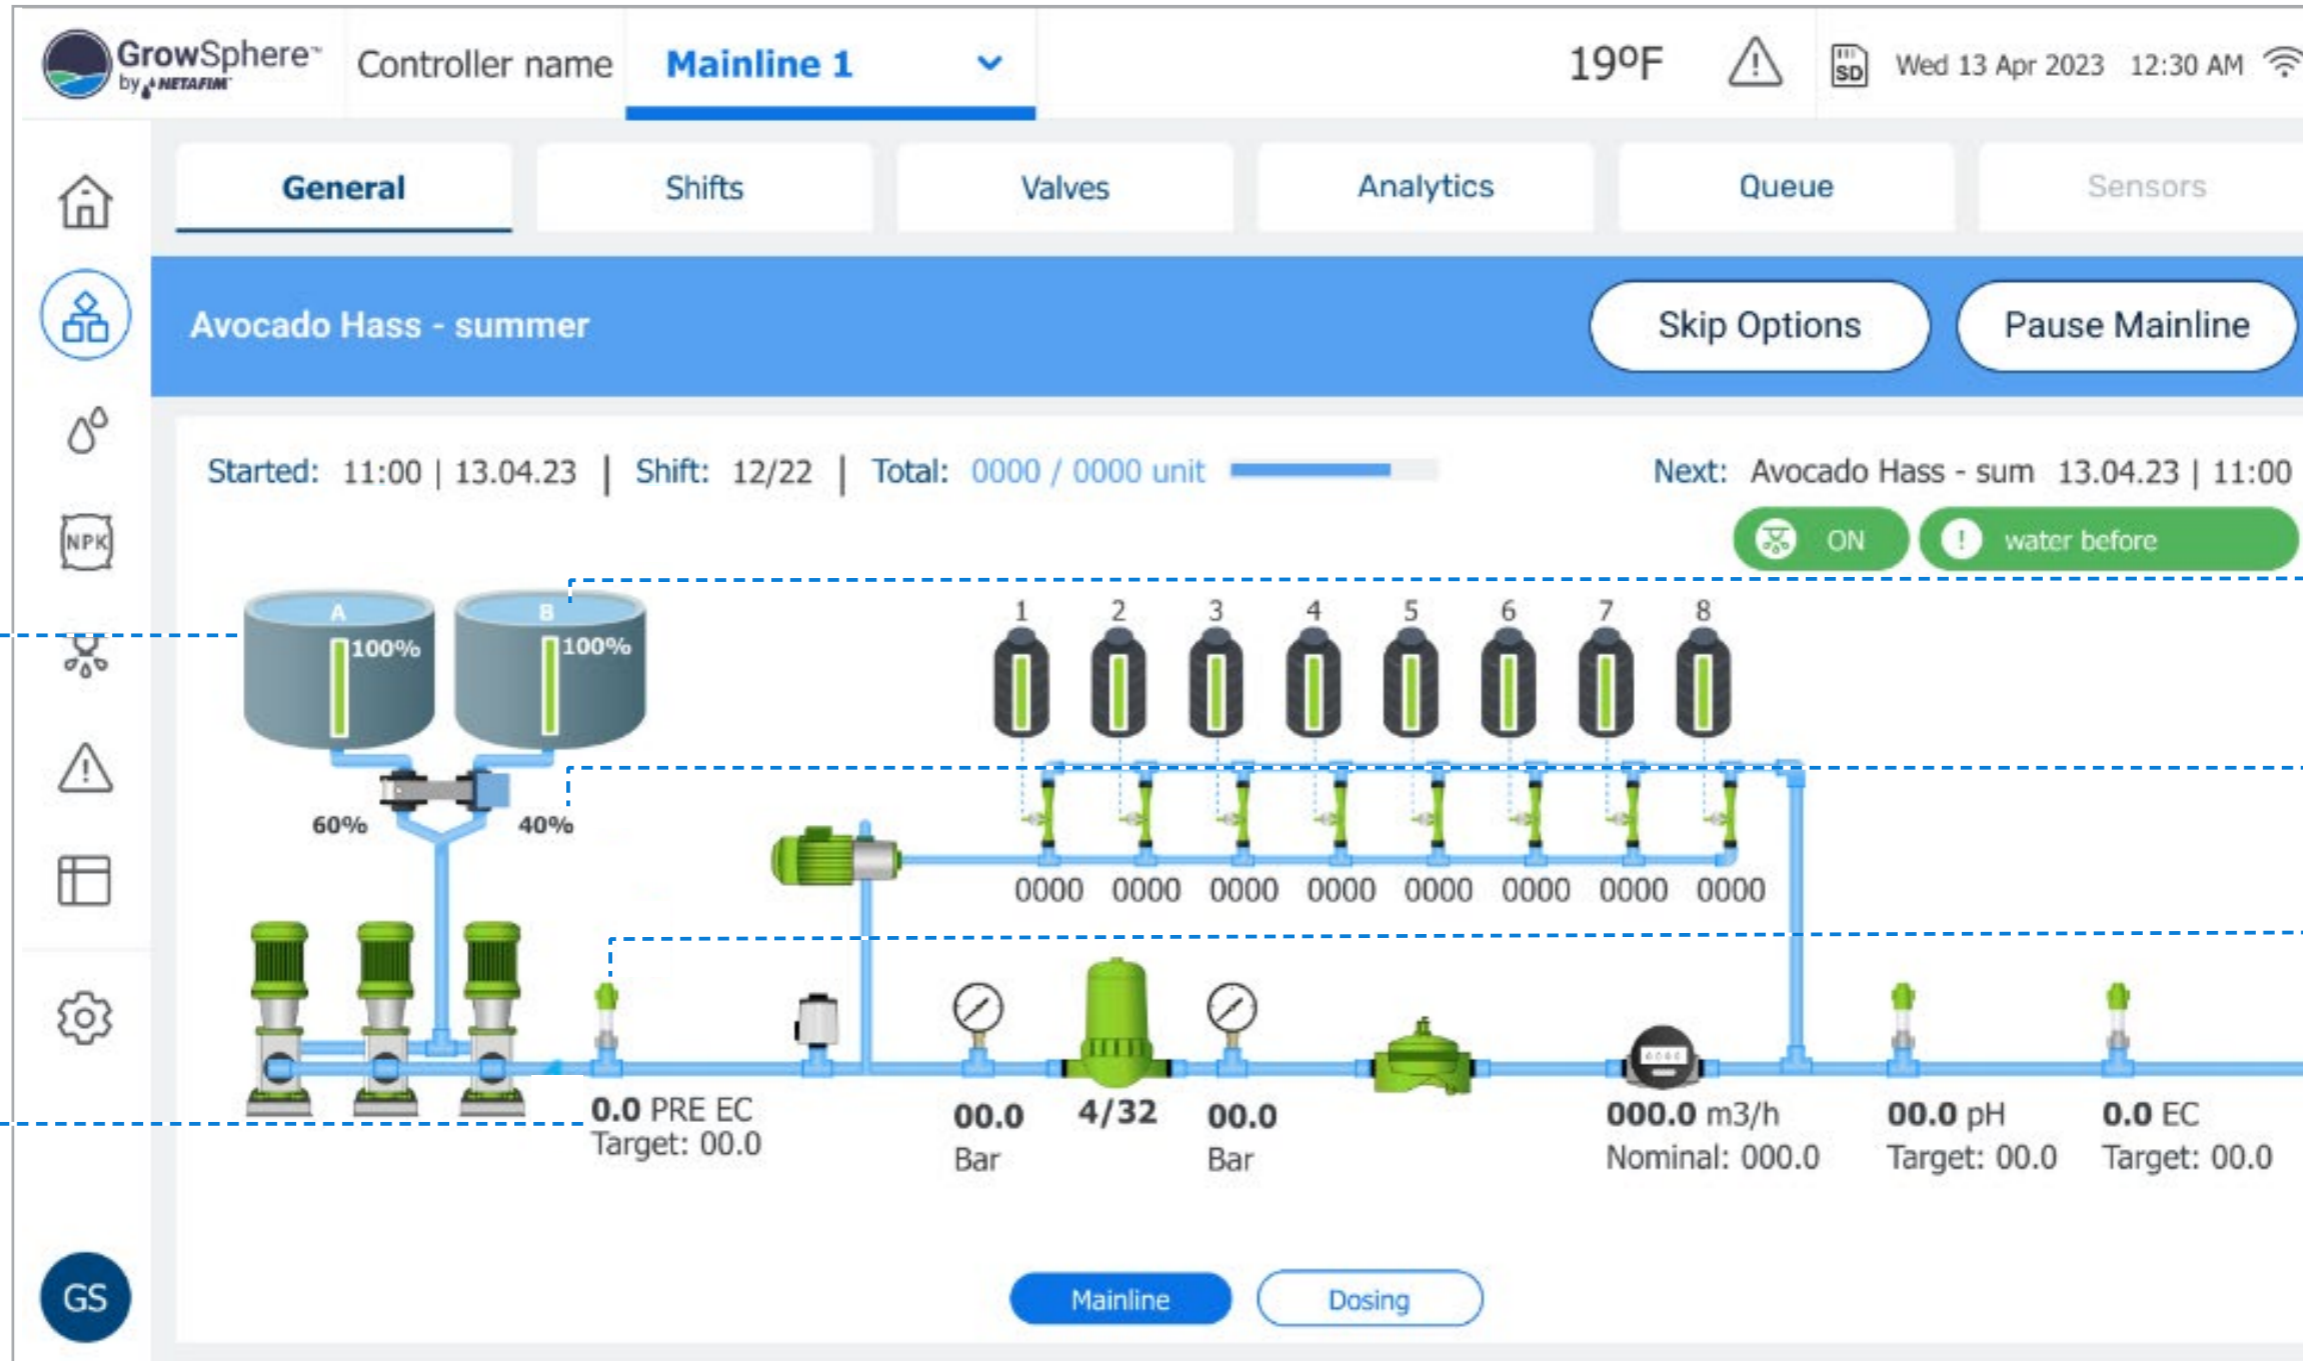 GrowSphere™
by NETAFIM™
Controller name
Mainline 1
19ºF
SD
Wed 13 Apr 2023 12:30 AM
General
Shifts
Valves
Analytics
Queue
Sensors
Avocado Hass - summer
Skip Options
Pause Mainline
NPK
Started: 11:00 | 13.04.23 | Shift: 12/22 | Total: 0000 / 0000 unit
Next: Avocado Hass - sum 13.04.23 | 11:00
ON
! water before
A
B
100%
100%
1 2 3 4 5 6 7 8
60%
40%
0000 0000 0000 0000 0000 0000 0000 0000
0.0 PRE EC
Target: 00.0
00.0
Bar
4/32
00.0
Bar
0000
000.0 m3/h
Nominal: 000.0
00.0 pH
Target: 00.0
0.0 EC
Target: 00.0
GS
Mainline
Dosing